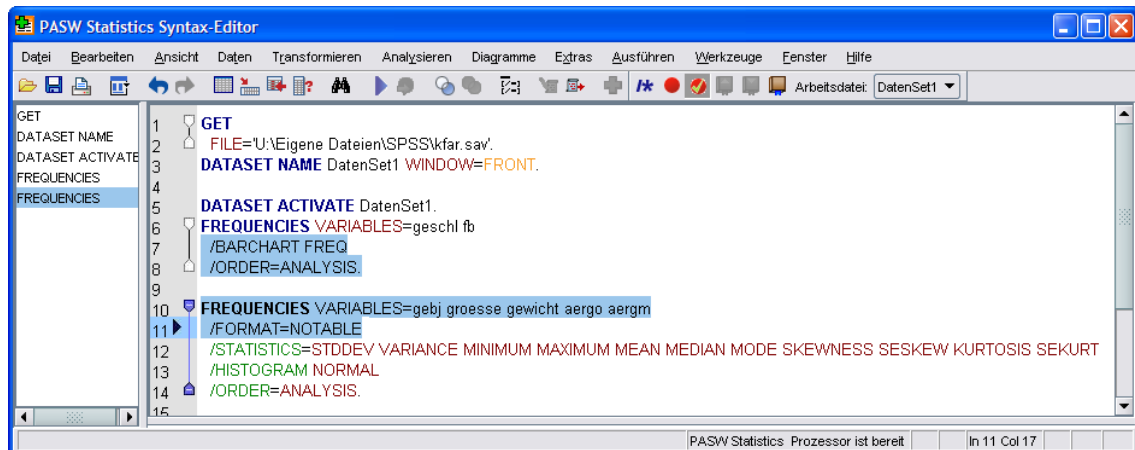 PASW Statistics Syntax-Editor
Datei Bearbeiten Ansicht Daten Transformieren Analysieren Diagramme Extras Ausführen Werkzeuge Fenster Hilfe
Arbeitsdatei: DatenSet1
GET
DATASET NAME
DATASET ACTIVATE
FREQUENCIES
FREQUENCIES
1 GET
2 FILE='U:\Eigene Dateien\SPSS\kfar.sav'.
3 DATASET NAME DatenSet1 WINDOW=FRONT.
4
5 DATASET ACTIVATE DatenSet1.
6 FREQUENCIES VARIABLES=geschl fb
7 /BARCHART FREQ
8 /ORDER=ANALYSIS.
9
10 FREQUENCIES VARIABLES=gebj groesse gewicht aergo aergm
11 /FORMAT=NOTABLE
12 /STATISTICS=STDDEV VARIANCE MINIMUM MAXIMUM MEAN MEDIAN MODE SKEWNESS SESKEW KURTOSIS SEKURT
13 /HISTOGRAM NORMAL
14 /ORDER=ANALYSIS.
15
PASW Statistics Prozessor ist bereit In 11 Col 17